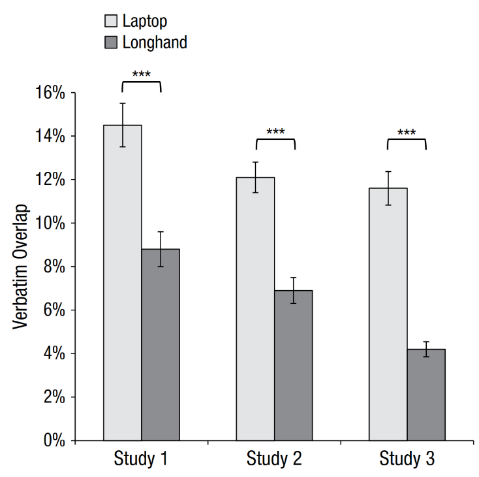 Laptop
Longhand
***
***
***
16%
14%
12%
10%
8%
6%
4%
2%
0%
Verbatim Overlap
Study 1
Study 2
Study 3